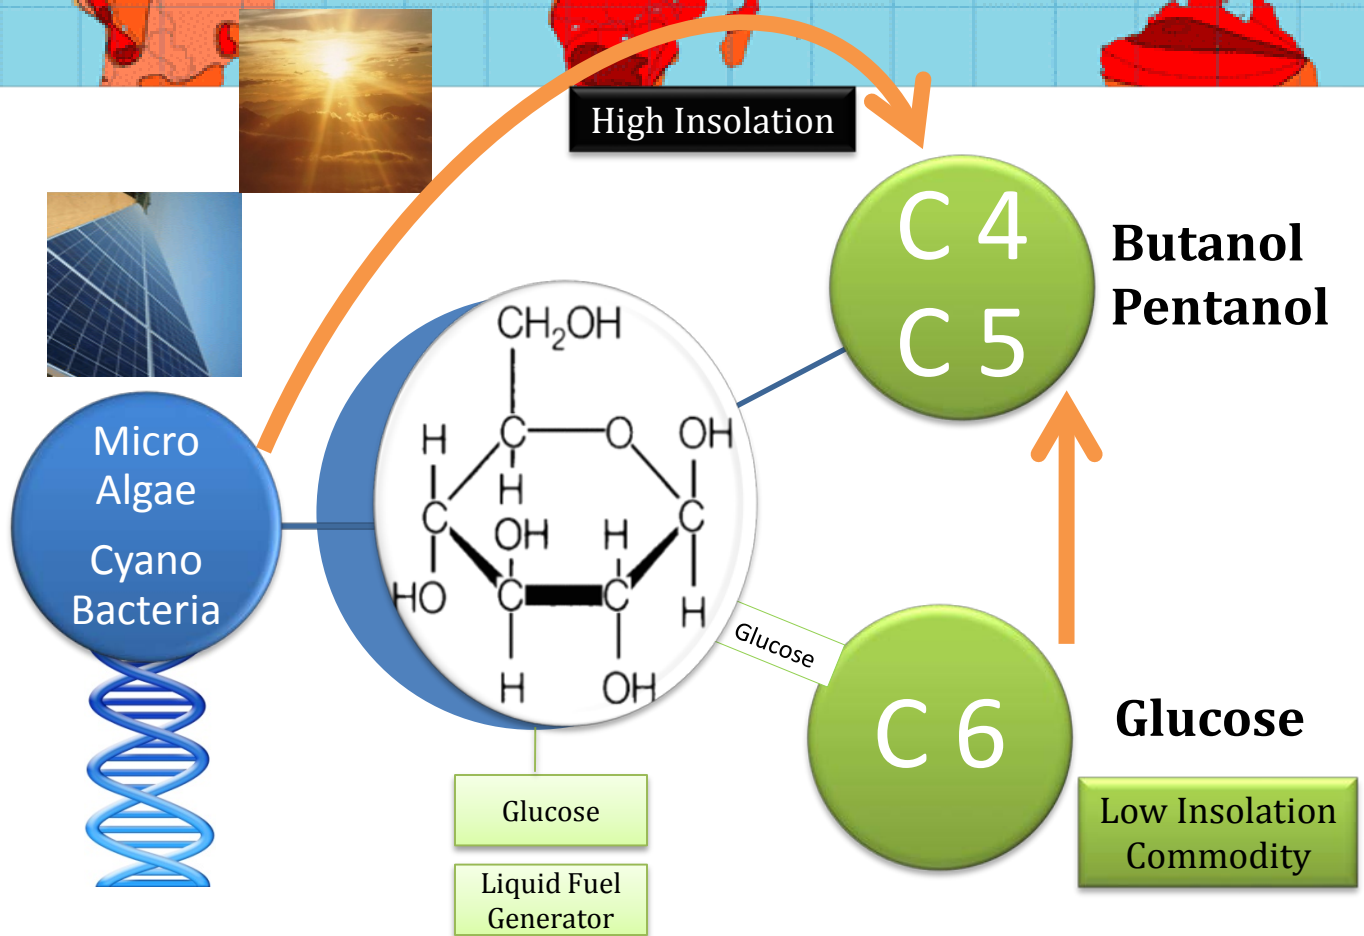 High Insolation
C 4
C 5
Butanol
Pentanol
Micro
Algae
Cyano
Bacteria
CH₂OH
H
C
O
OH
H
C
C
OH
H
HO
C
C
H
H
OH
Glucose
C 6
Glucose
Low Insolation
Commodity
Glucose
Liquid Fuel
Generator